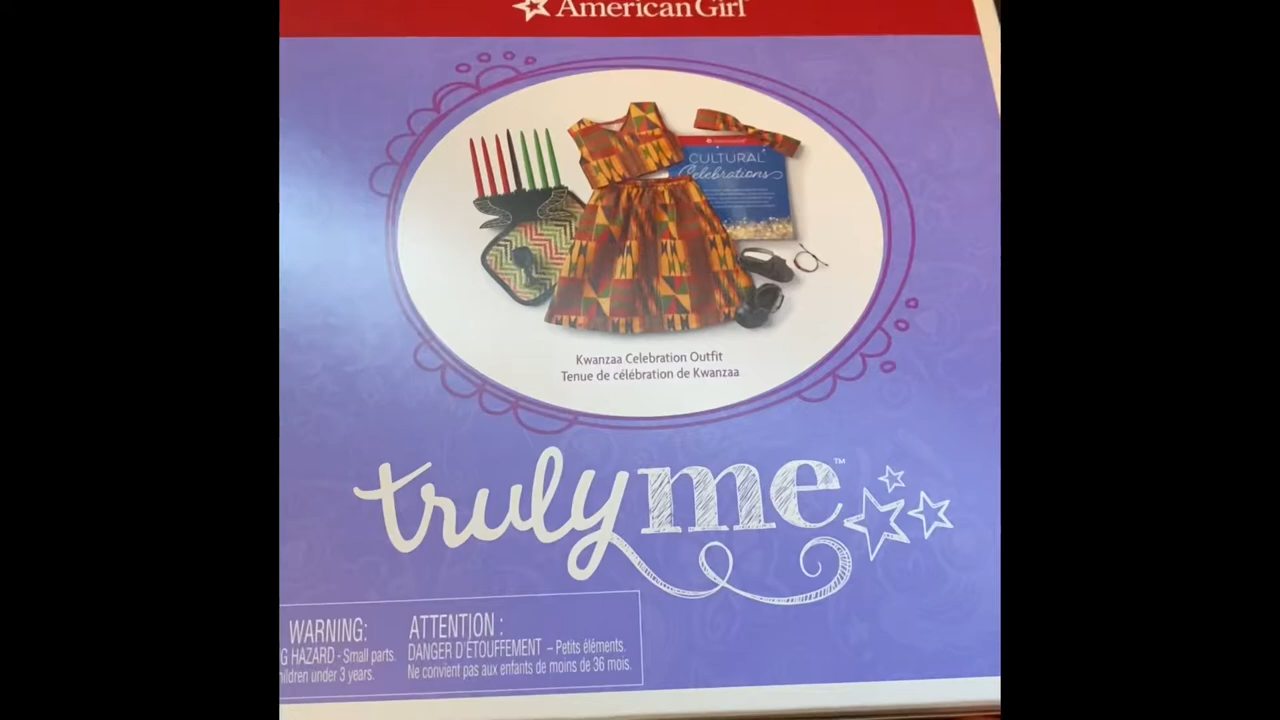 American Girl
CULTURAL
Celebrations
Kwanzaa Celebration Outfit
Tenue de célébration de Kwanzaa
truly me™
WARNING:
G HAZARD - Small parts.
hildren under 3 years.
ATTENTION :
DANGER D'ÉTOUFFEMENT – Petits éléments.
Ne convient pas aux enfants de moins de 36 mois.